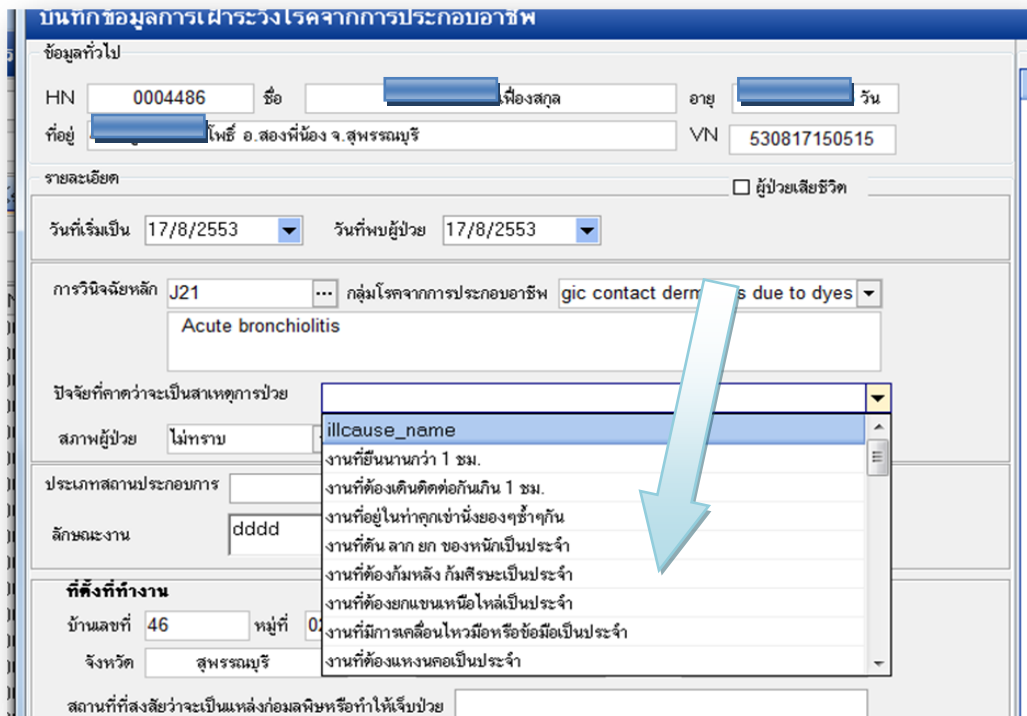 บันทึกข้อมูลการเฝ้าระวังโรคจากการประกอบอาชีพ
ข้อมูลทั่วไป
HN 0004486 ชื่อ เฟื่องสกุล อายุ วัน
ที่อยู่ โพธิ์ อ.สองพี่น้อง จ.สุพรรณบุรี VN 530817150515
รายละเอียด ผู้ป่วยเสียชีวิต
วันที่เริ่มเป็น 17/8/2553 วันที่พบผู้ป่วย 17/8/2553
การวินิจฉัยหลัก J21 ... กลุ่มโรคจากการประกอบอาชีพ gic contact derm s due to dyes
Acute bronchiolitis
ปัจจัยที่คาดว่าจะเป็นสาเหตุการป่วย
illcause_name
สภาพผู้ป่วย ไม่ทราบ
งานที่ยืนนานกว่า 1 ชม.
ประเภทสถานประกอบการ
งานที่ต้องเดินติดต่อกันเกิน 1 ชม.
งานที่อยู่ในท่าคุกเข่านั่งยองๆซ้ำๆกัน
ลักษณะงาน dddd
งานที่ดัน ลาก ยก ของหนักเป็นประจำ
งานที่ต้องก้มหลัง ก้มศีรษะเป็นประจำ
ที่ตั้งที่ทำงาน
งานที่ต้องยกแขนเหนือไหล่เป็นประจำ
บ้านเลขที่ 46 หมู่ที่ 02
งานที่มีการเคลื่อนไหวมือหรือข้อมือเป็นประจำ
จังหวัด สุพรรณบุรี
งานที่ต้องแหงนคอเป็นประจำ
สถานที่ที่สงสัยว่าจะเป็นแหล่งก่อมลพิษหรือทำให้เจ็บป่วย